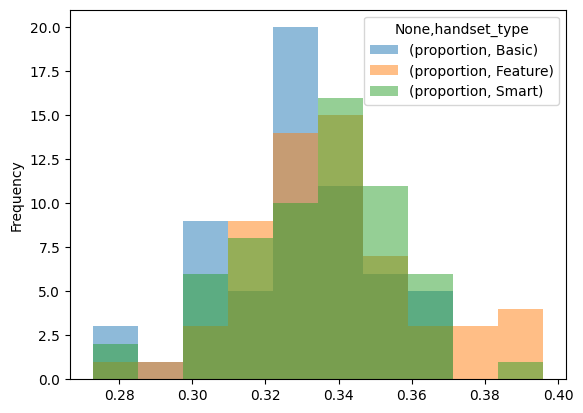 None,handset_type
(proportion, Basic)
(proportion, Feature)
(proportion, Smart)
Frequency
20.0
17.5
15.0
12.5
10.0
7.5
5.0
2.5
0.0
0.28 0.30 0.32 0.34 0.36 0.38 0.40